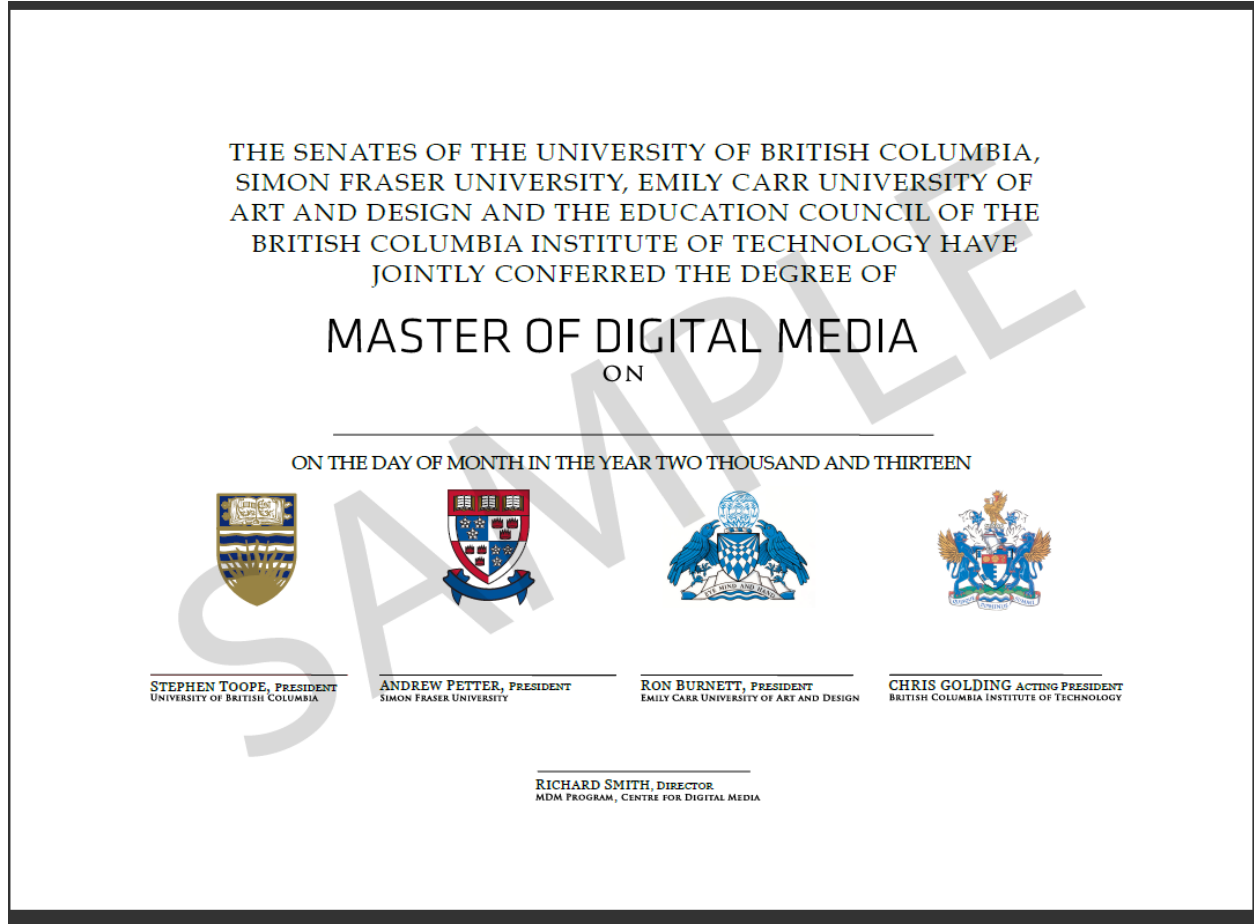 THE SENATES OF THE UNIVERSITY OF BRITISH COLUMBIA,
SIMON FRASER UNIVERSITY, EMILY CARR UNIVERSITY OF
ART AND DESIGN AND THE EDUCATION COUNCIL OF THE
BRITISH COLUMBIA INSTITUTE OF TECHNOLOGY HAVE
JOINTLY CONFERRED THE DEGREE OF
MASTER OF DIGITAL MEDIA
ON
ON THE DAY OF MONTH IN THE YEAR TWO THOUSAND AND THIRTEEN
SAMPLE
EYE MIND AND HAND
STEPHEN TOOPE, PRESIDENT
UNIVERSITY OF BRITISH COLUMBIA
ANDREW PETTER, PRESIDENT
SIMON FRASER UNIVERSITY
RON BURNETT, PRESIDENT
EMILY CARR UNIVERSITY OF ART AND DESIGN
CHRIS GOLDING ACTING PRESIDENT
BRITISH COLUMBIA INSTITUTE OF TECHNOLOGY
RICHARD SMITH, DIRECTOR
MDM PROGRAM, CENTRE FOR DIGITAL MEDIA